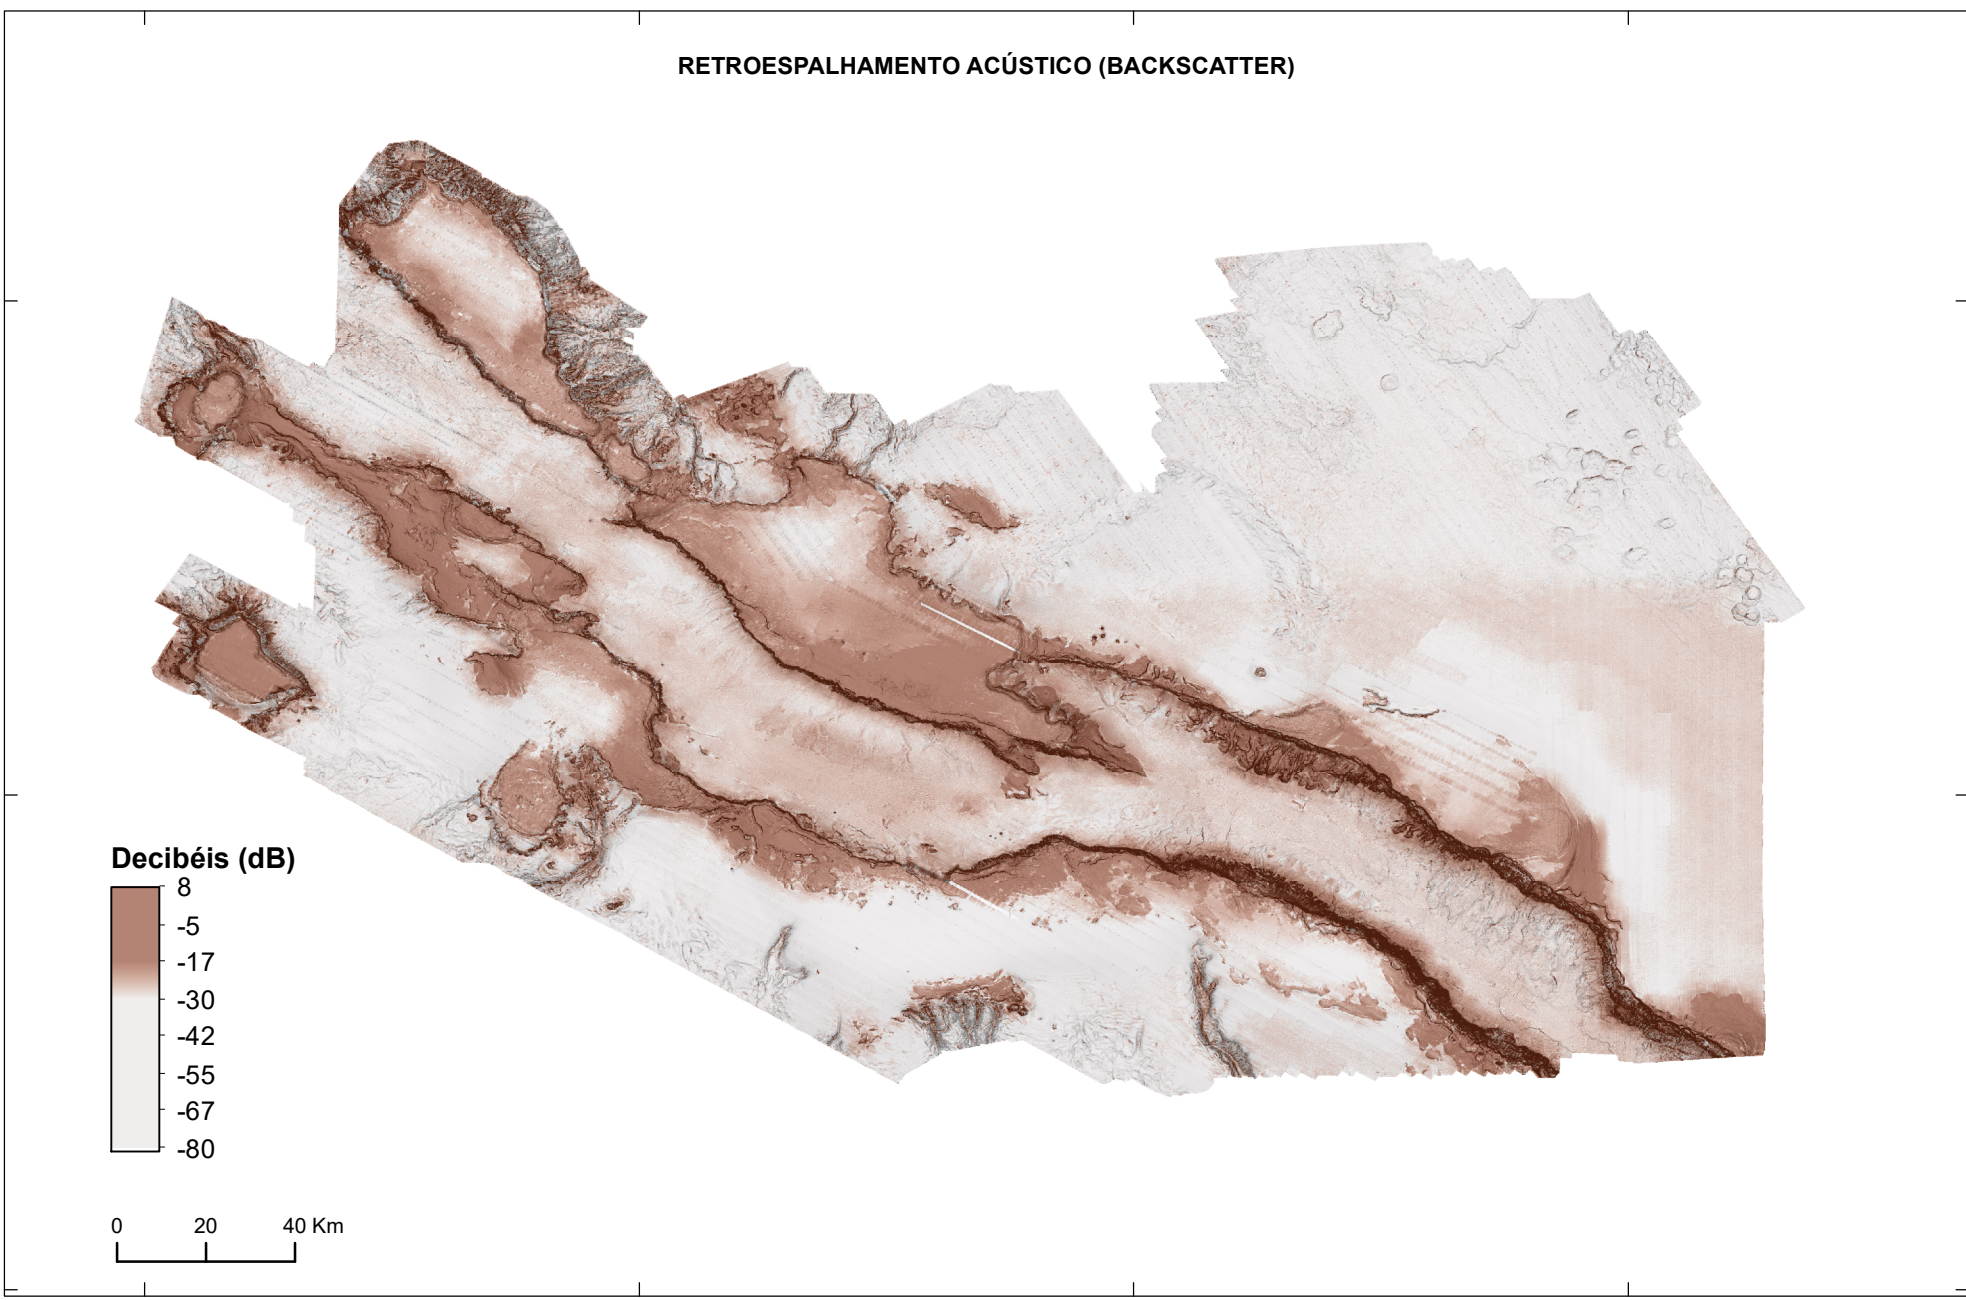 RETROESPALHAMENTO ACÚSTICO (BACKSCATTER)
Decibéis (dB)
8
-5
-17
-30
-42
-55
-67
-80
0 20 40 Km